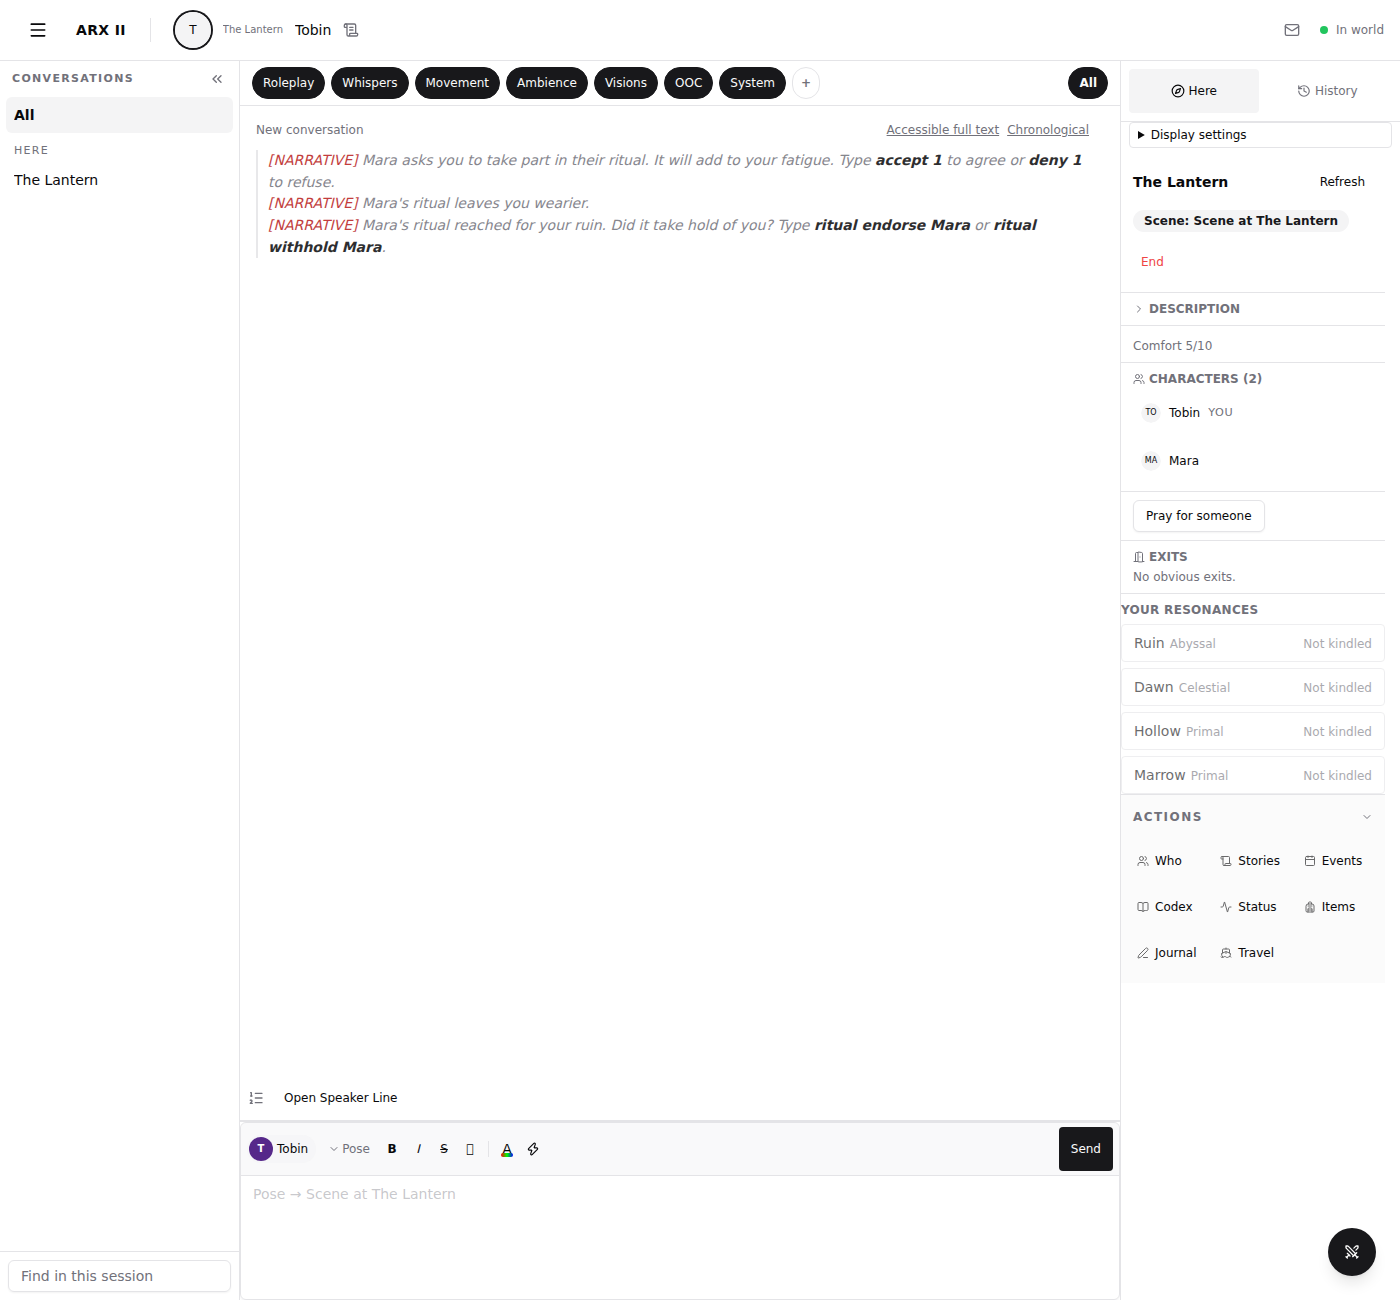 ARX II
T
The Lantern
Tobin
In world
CONVERSATIONS
All
HERE
The Lantern
Find in this session
Roleplay
Whispers
Movement
Ambience
Visions
OOC
System
+
All
New conversation
Accessible full text
Chronological
[NARRATIVE] Mara asks you to take part in their ritual. It will add to your fatigue. Type accept 1 to agree or deny 1
to refuse.
[NARRATIVE] Mara's ritual leaves you wearier.
[NARRATIVE] Mara's ritual reached for your ruin. Did it take hold of you? Type ritual endorse Mara or ritual
withhold Mara.
Open Speaker Line
T
Tobin
Pose
B
I
S
A
Send
Pose → Scene at The Lantern
Here
History
Display settings
The Lantern
Refresh
Scene: Scene at The Lantern
End
DESCRIPTION
Comfort 5/10
CHARACTERS (2)
TO
Tobin YOU
MA
Mara
Pray for someone
EXITS
No obvious exits.
YOUR RESONANCES
Ruin Abyssal Not kindled
Dawn Celestial Not kindled
Hollow Primal Not kindled
Marrow Primal Not kindled
ACTIONS
Who
Stories
Events
Codex
Status
Items
Journal
Travel